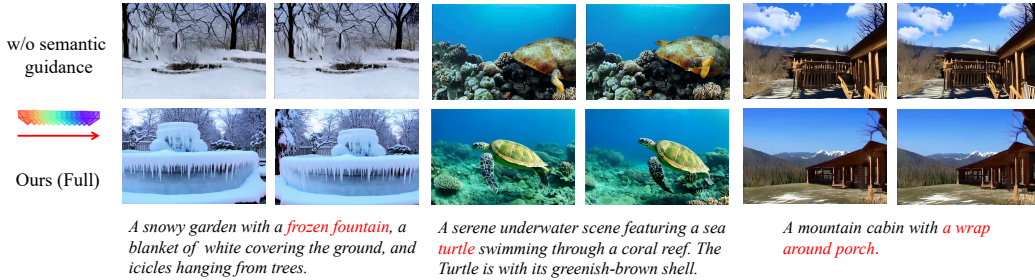 w/o semantic
guidance
Ours (Full)
A snowy garden with a frozen fountain, a
blanket of white covering the ground, and
icicles hanging from trees.
A serene underwater scene featuring a sea
turtle swimming through a coral reef. The
Turtle is with its greenish-brown shell.
A mountain cabin with a wrap
around porch.